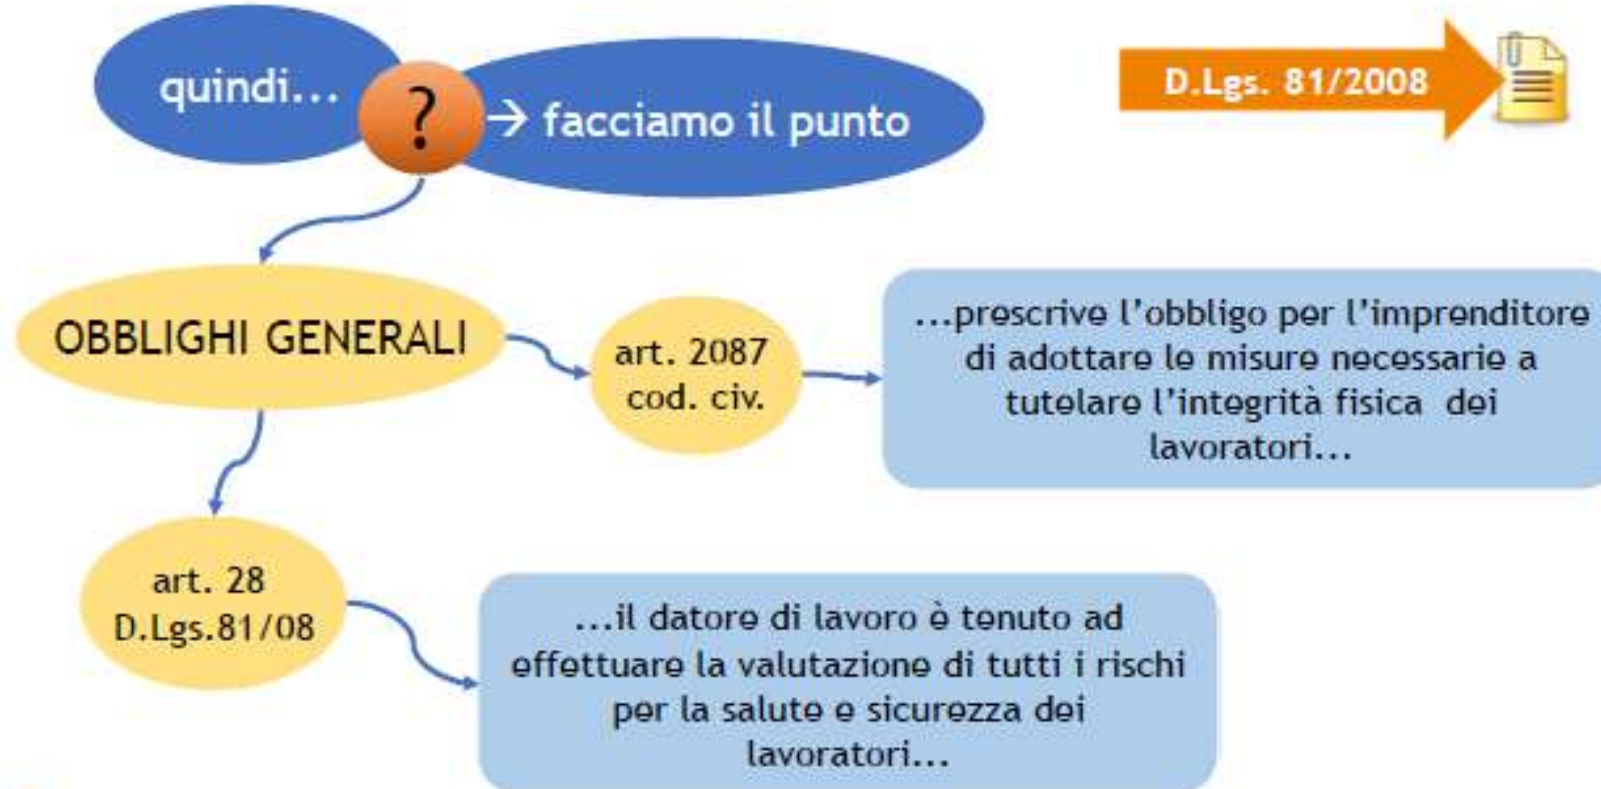 quindi...
?
→ facciamo il punto
D.Lgs. 81/2008
OBBLIGHI GENERALI
art. 2087
cod. civ.
...prescrive l'obbligo per l'imprenditore
di adottare le misure necessarie a
tutelare l'integrità fisica dei
lavoratori...
art. 28
D.Lgs.81/08
...il datore di lavoro è tenuto ad
effettuare la valutazione di tutti i rischi
per la salute e sicurezza dei
lavoratori...